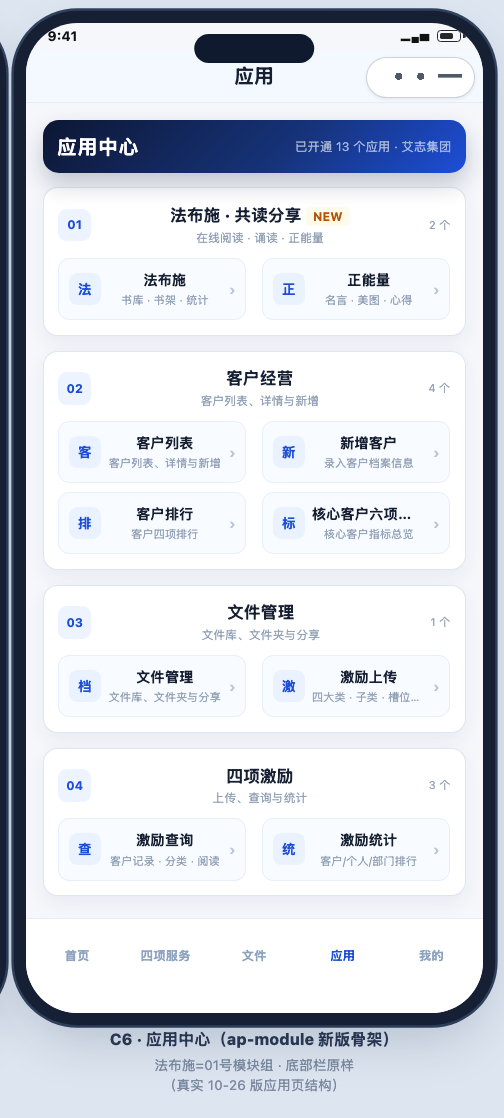 9:41
应用
应用中心
已开通 13 个应用 · 艾志集团
01
法布施 · 共读分享 NEW
2 个
在线阅读 · 诵读 · 正能量
法
法布施
书库 · 书架 · 统计
›
正
正能量
名言 · 美图 · 心得
›
02
客户经营
4 个
客户列表、详情与新增
客
客户列表
客户列表、详情与新增
›
新
新增客户
录入客户档案信息
›
排
客户排行
客户四项排行
›
标
核心客户六项...
核心客户指标总览
›
03
文件管理
1 个
文件库、文件夹与分享
档
文件管理
文件库、文件夹与分享
›
激
激励上传
四大类 · 子类 · 槽位...
›
04
四项激励
3 个
上传、查询与统计
查
激励查询
客户记录 · 分类 · 阅读
›
统
激励统计
客户/个人/部门排行
›
首页 四项服务 文件 应用 我的
C6 · 应用中心（ap-module 新版骨架）
法布施=01号模块组 · 底部栏原样
（真实 10-26 版应用页结构）